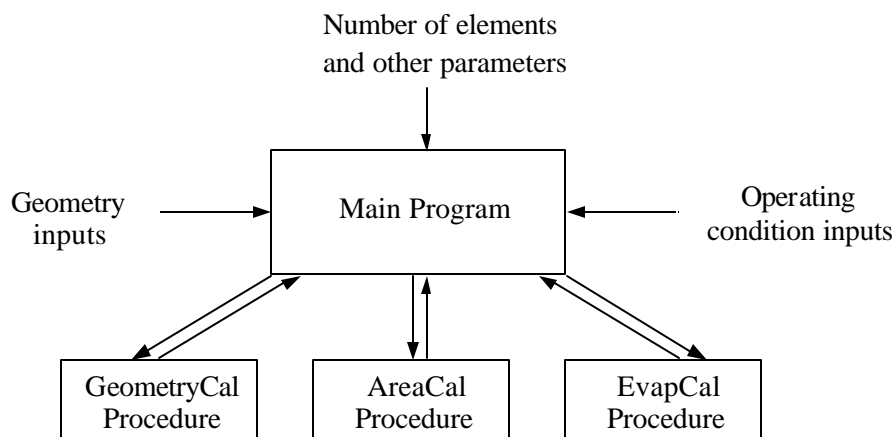 Number of elements
and other parameters
Geometry
inputs
Main Program
Operating
condition inputs
GeometryCal
Procedure
AreaCal
Procedure
EvapCal
Procedure